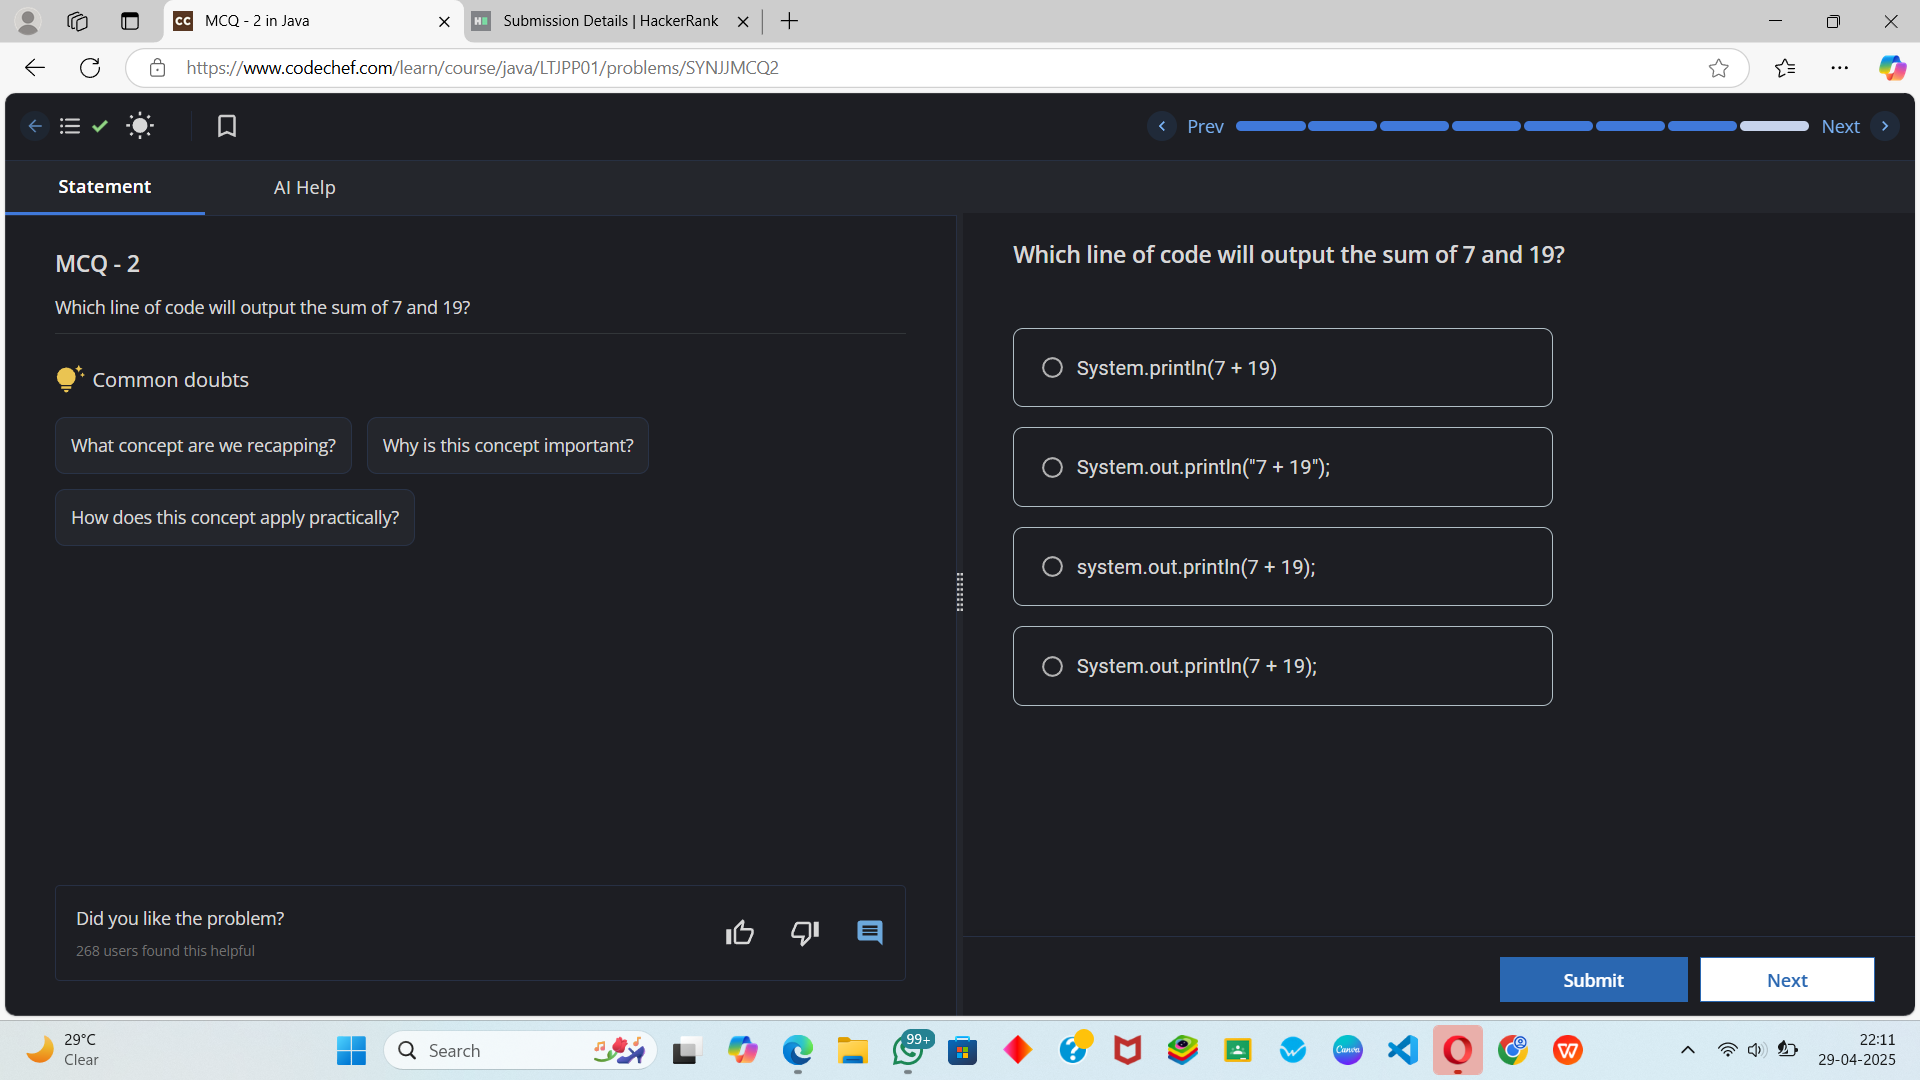 MCQ - 2 in Java
Submission Details | HackerRank
https://www.codechef.com/learn/course/java/LTJPP01/problems/SYNJJMCQ2
Prev
Next
Statement
AI Help
MCQ - 2
Which line of code will output the sum of 7 and 19?
Common doubts
What concept are we recapping?
Why is this concept important?
How does this concept apply practically?
Did you like the problem?
268 users found this helpful
Which line of code will output the sum of 7 and 19?
System.println(7 + 19)
System.out.println("7 + 19");
system.out.println(7 + 19);
System.out.println(7 + 19);
Submit
Next
29°C
Clear
Search
99+
Canva
22:11
29-04-2025